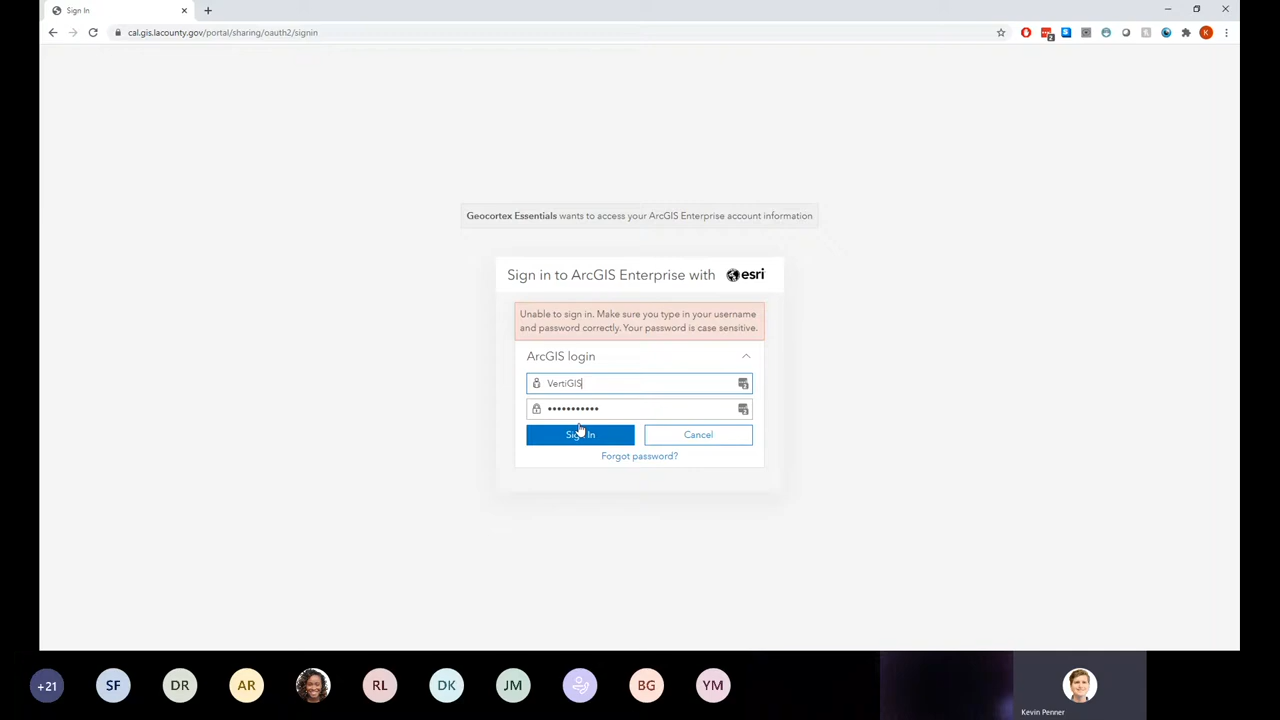 Sign In
cal.gis.lacounty.gov/portal/sharing/oauth2/signin
K
Geocortex Essentials wants to access your ArcGIS Enterprise account information
Sign in to ArcGIS Enterprise with esri
Unable to sign in. Make sure you type in your username
and password correctly. Your password is case sensitive.
ArcGIS login
VertiGIS
•••••••••••
Sign In
Cancel
Forgot password?
+21
SF
DR
AR
RL
DK
JM
BG
YM
Kevin Penner